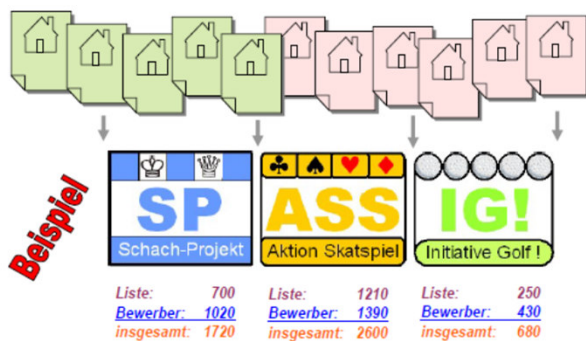 Beispiel
SP
Schach-Projekt
ASS
Aktion Skatspiel
IG!
Initiative Golf !
Liste: 700
Bewerber: 1020
insgesamt: 1720
Liste: 1210
Bewerber: 1390
insgesamt: 2600
Liste: 250
Bewerber: 430
insgesamt: 680